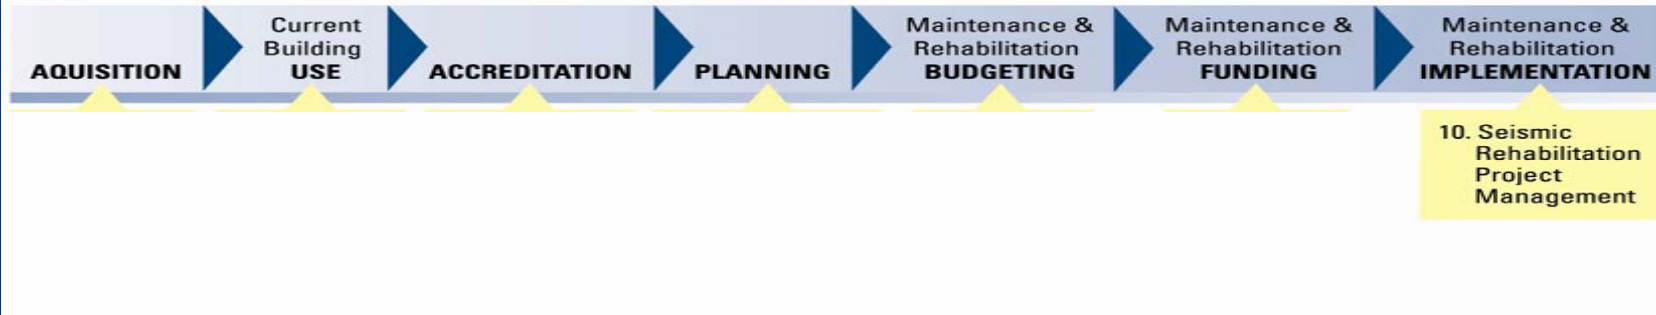 AQUISITION
Current
Building
USE
ACCREDITATION
PLANNING
Maintenance &
Rehabilitation
BUDGETING
Maintenance &
Rehabilitation
FUNDING
Maintenance &
Rehabilitation
IMPLEMENTATION
10. Seismic
Rehabilitation
Project
Management